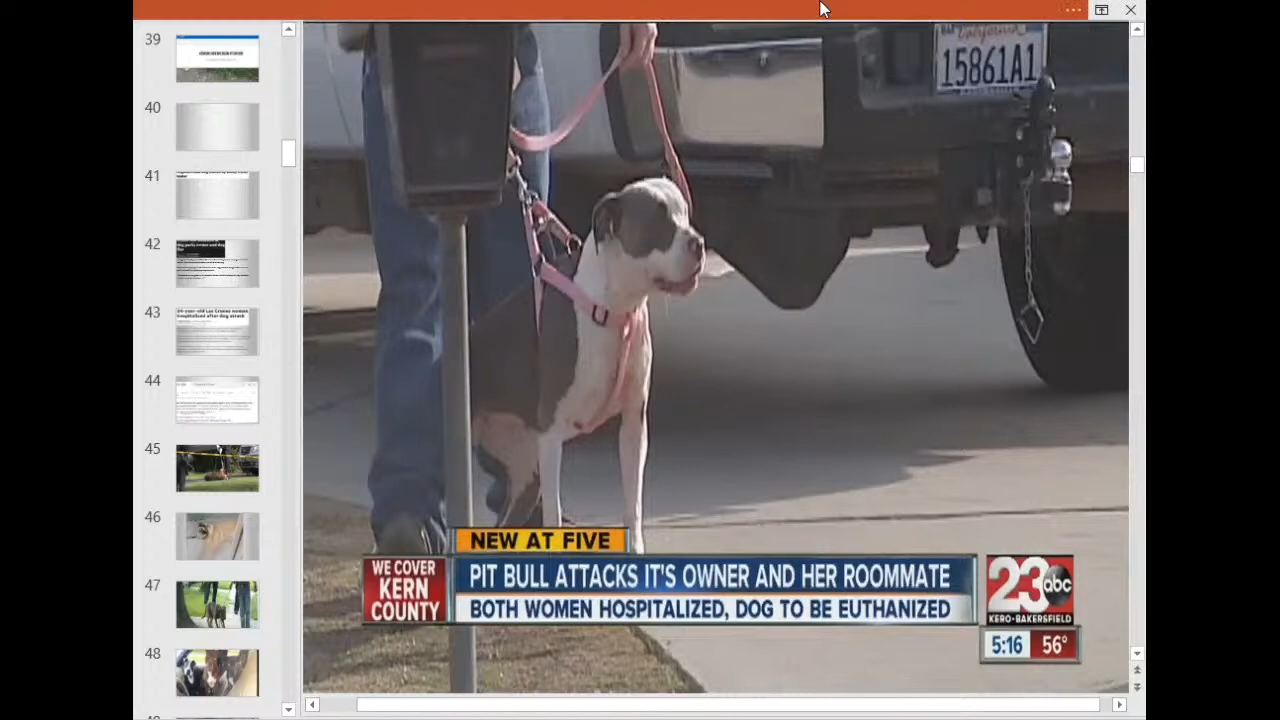 39
40
41
42
43
44
45
46
47
48
California
15861A1
NEW AT FIVE
WE COVER
KERN
COUNTY
PIT BULL ATTACKS IT'S OWNER AND HER ROOMMATE
BOTH WOMEN HOSPITALIZED, DOG TO BE EUTHANIZED
23 abc
KERO-BAKERSFIELD
5:16 56°